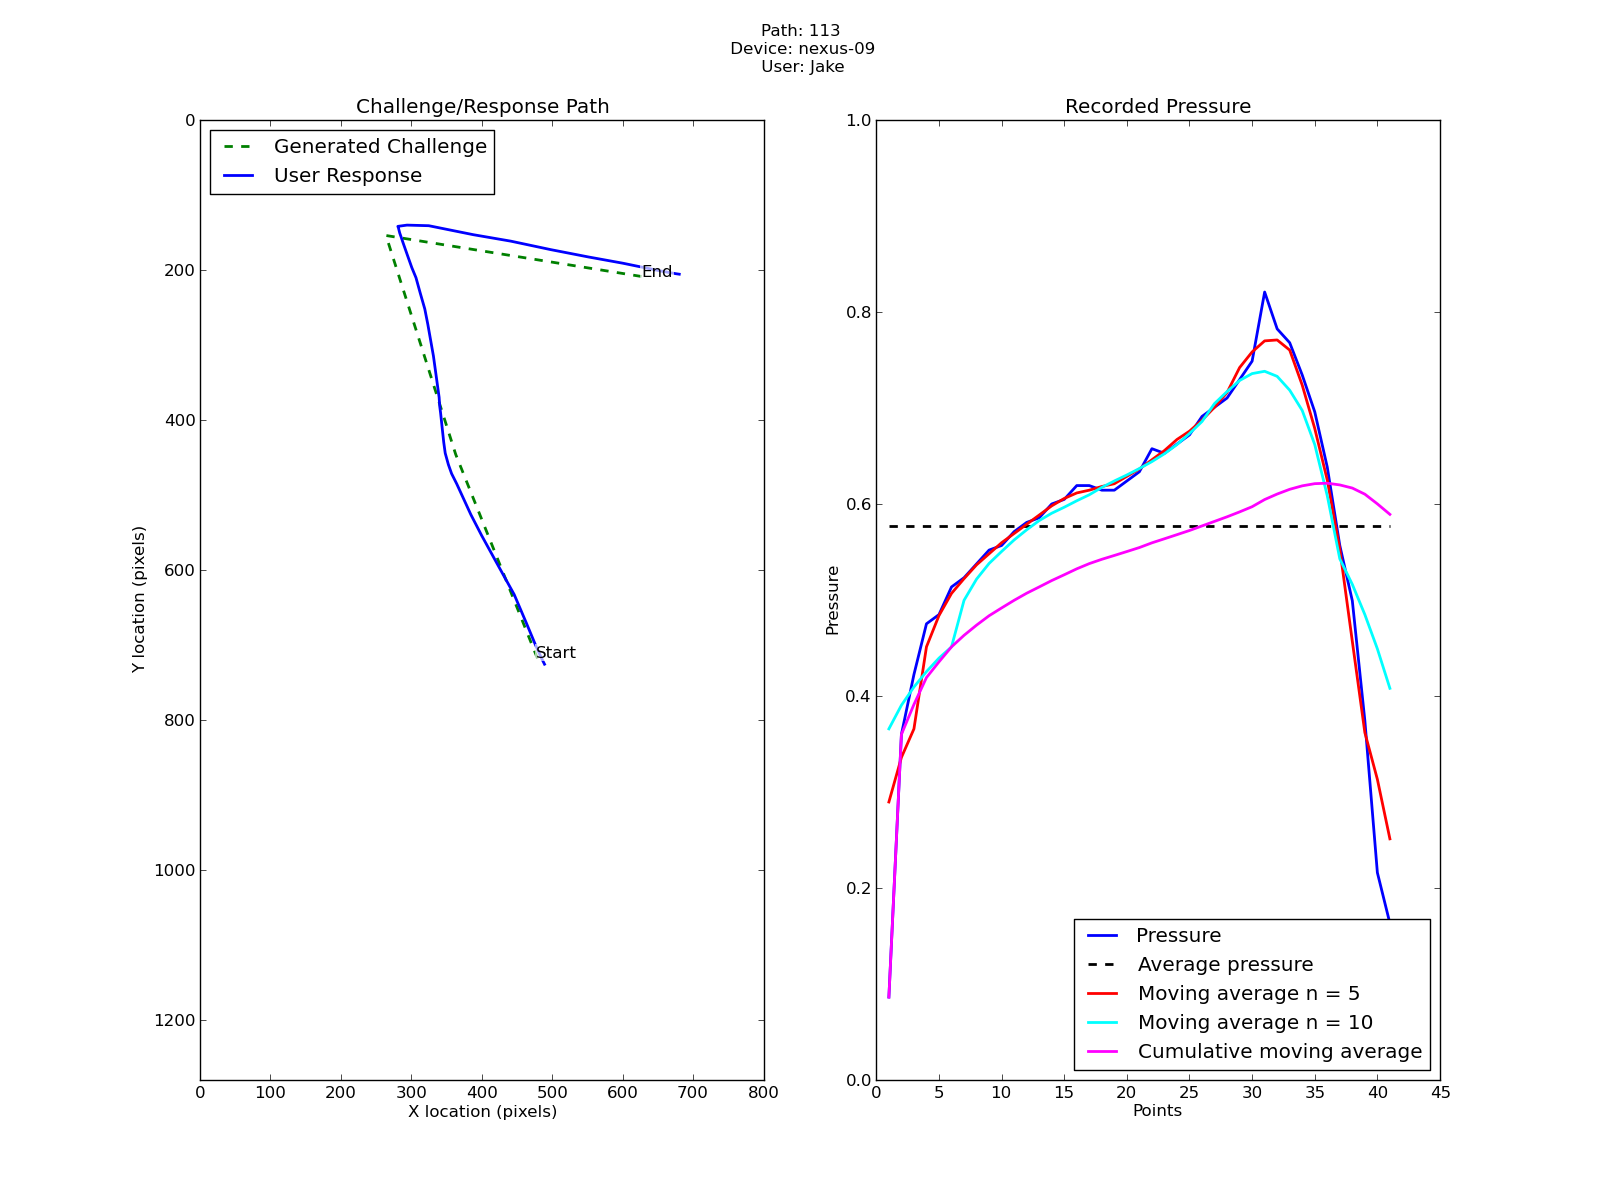 Path: 113
Device: nexus-09
User: Jake
Challenge/Response Path
0
200
400
600
800
1000
1200
Y location (pixels)
Generated Challenge
User Response
End
Start
0 100 200 300 400 500 600 700 800
X location (pixels)
Recorded Pressure
1.0
0.8
0.6
0.4
0.2
0.0
Pressure
Pressure
Average pressure
Moving average n = 5
Moving average n = 10
Cumulative moving average
0 5 10 15 20 25 30 35 40 45
Points